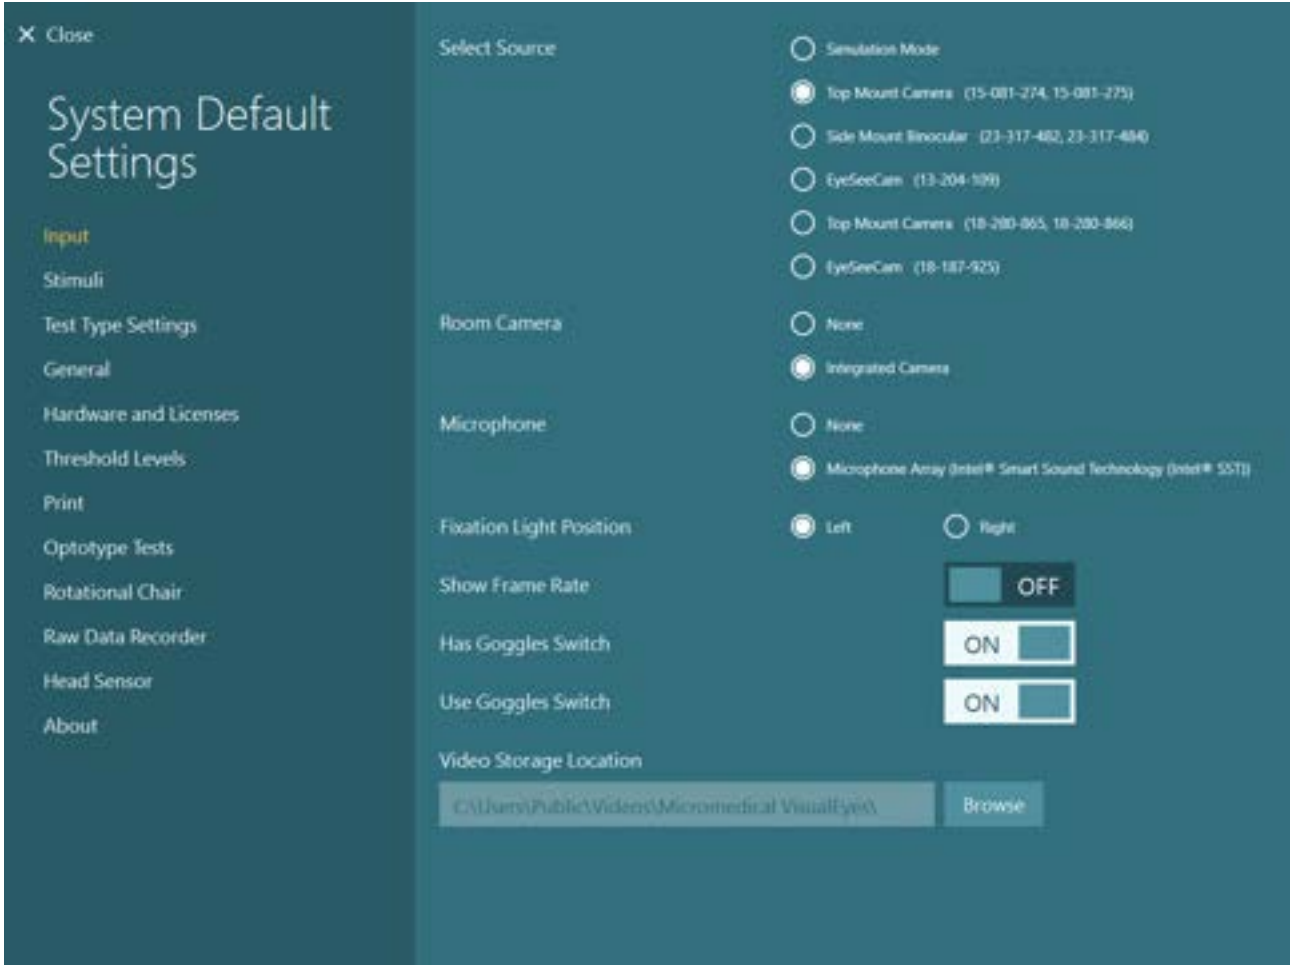 Close
System Default
Settings
Input
Stimuli
Test Type Settings
General
Hardware and Licenses
Threshold Levels
Print
Optotype Tests
Rotational Chair
Raw Data Recorder
Head Sensor
About
Select Source
Simulation Mode
Top Mount Camera (15-081-274, 15-081-275)
Side Mount Binocular (23-317-482, 23-317-484)
EyeSeeCam (13-204-109)
Top Mount Camera (18-280-865, 18-280-866)
EyeSeeCam (18-187-925)
Room Camera
None
Integrated Camera
Microphone
None
Microphone Array (Intel® Smart Sound Technology (Intel® SST))
Fixation Light Position
Left Right
Show Frame Rate OFF
Has Goggles Switch ON
Use Goggles Switch ON
Video Storage Location
C:\Users\Public\Videos\Micromedical VisualEyes\ Browse